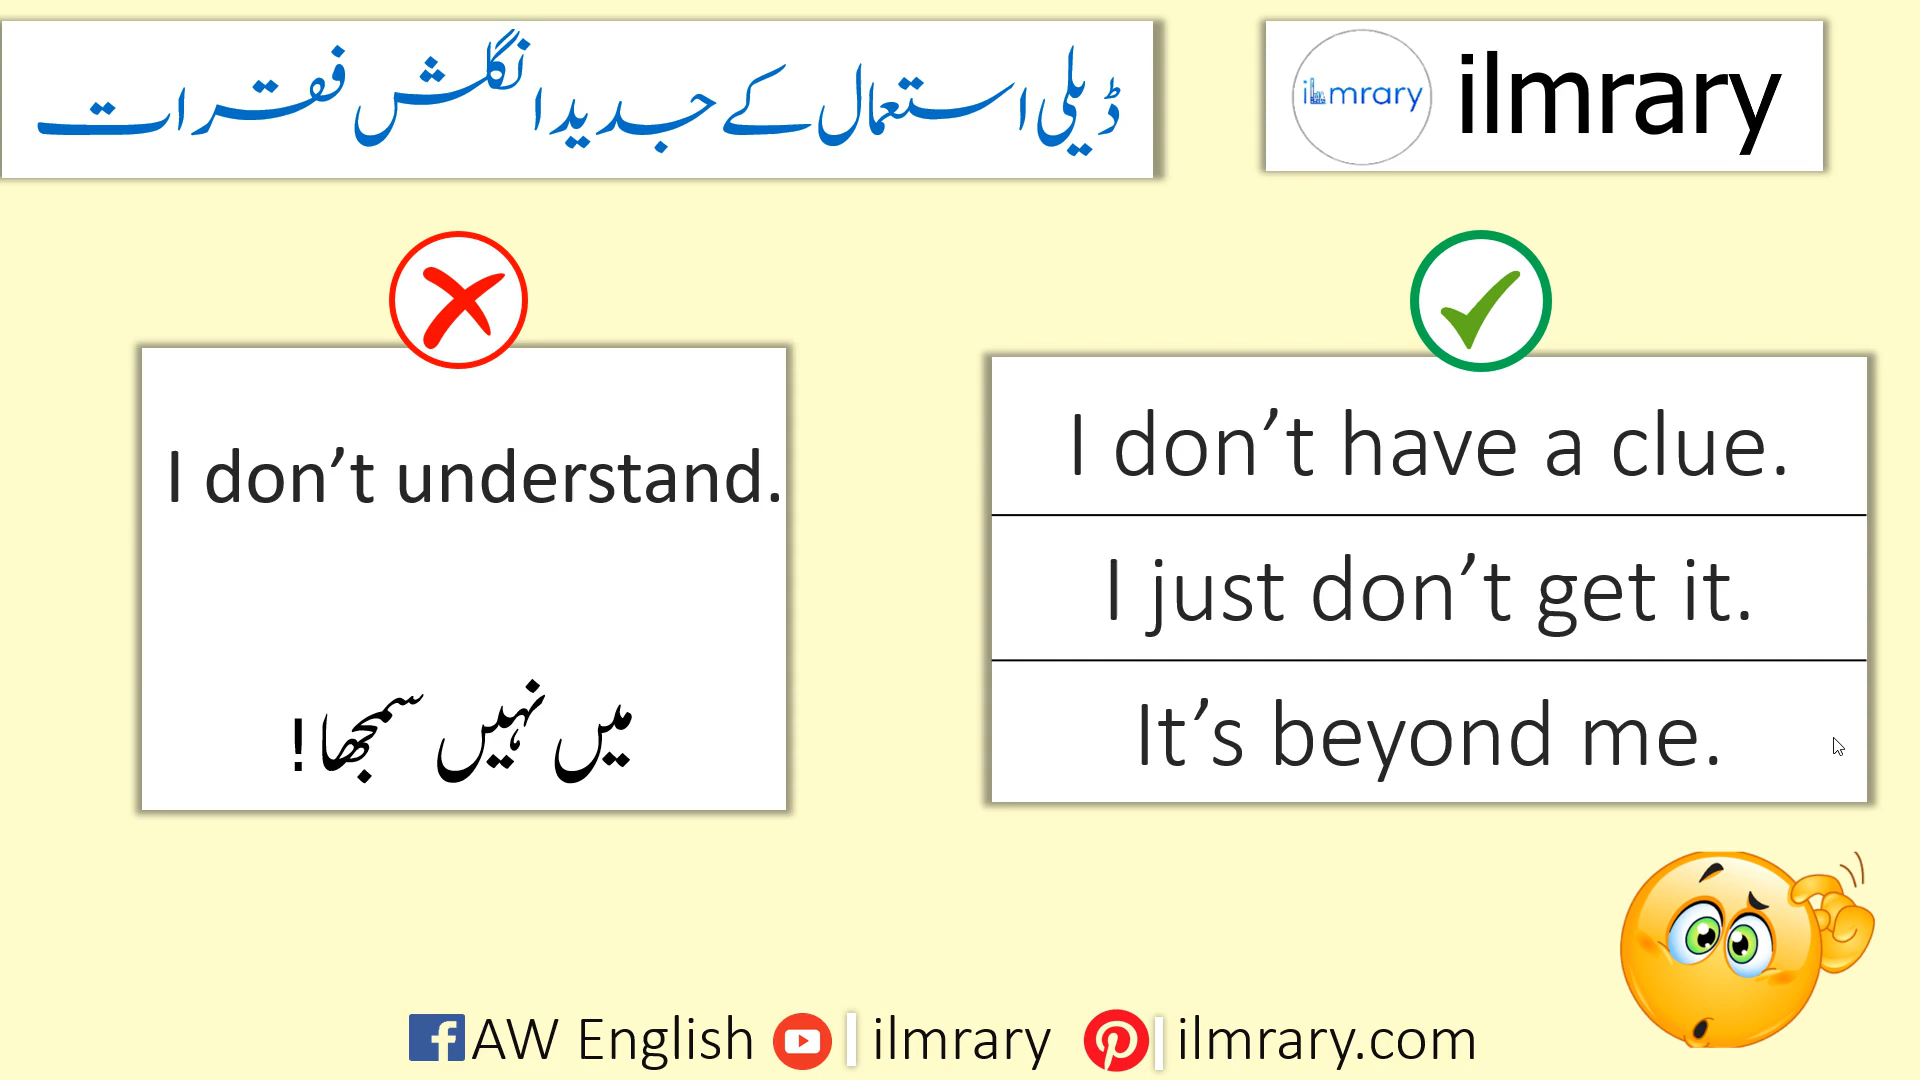 ڈیلی استعمال کے جدید انگلش فقرات
ilmrary
ilmrary
I don’t understand.
میں نہیں سمجھا!
I don’t have a clue.
I just don’t get it.
It’s beyond me.
AW English | ilmrary | ilmrary.com